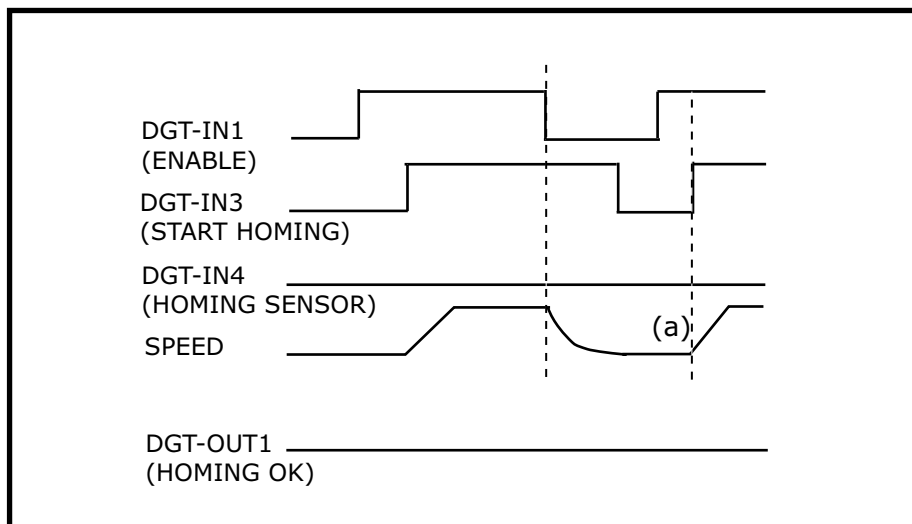 DGT-IN1
(ENABLE)
DGT-IN3
(START HOMING)
DGT-IN4
(HOMING SENSOR)
(a)
SPEED
DGT-OUT1
(HOMING OK)